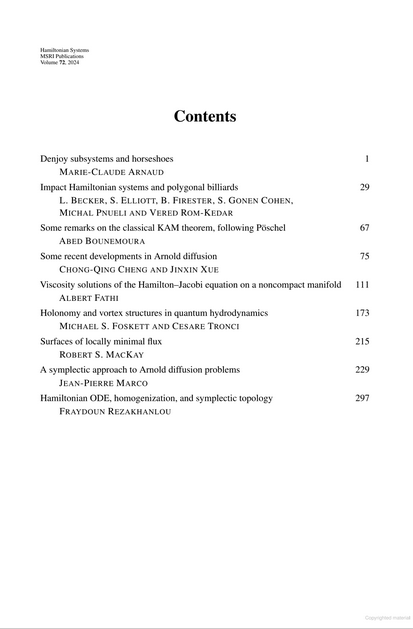 Hamiltonian Systems
MSRI Publications
Volume 72, 2024
Contents
Denjoy subsystems and horseshoes 1
MARIE-CLAUDE ARNAUD
Impact Hamiltonian systems and polygonal billiards 29
L. BECKER, S. ELLIOTT, B. FIRESTER, S. GONEN COHEN,
MICHAL PNUELI AND VERED ROM-KEDAR
Some remarks on the classical KAM theorem, following Pöschel 67
ABED BOUNEMOURA
Some recent developments in Arnold diffusion 75
CHONG-QING CHENG AND JINXIN XUE
Viscosity solutions of the Hamilton–Jacobi equation on a noncompact manifold 111
ALBERT FATHI
Holonomy and vortex structures in quantum hydrodynamics 173
MICHAEL S. FOSKETT AND CESARE TRONCI
Surfaces of locally minimal flux 215
ROBERT S. MACKAY
A symplectic approach to Arnold diffusion problems 229
JEAN-PIERRE MARCO
Hamiltonian ODE, homogenization, and symplectic topology 297
FRAYDOUN REZAKHANLOU
Copyrighted material